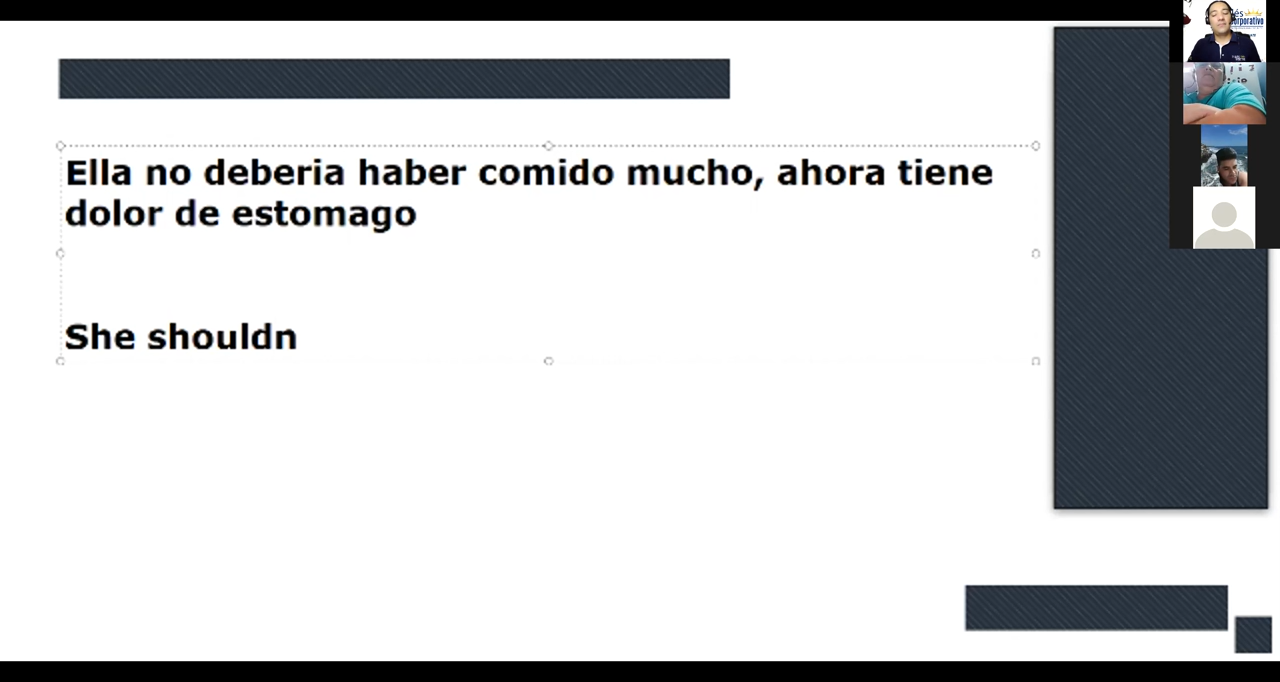 Ella no deberia haber comido mucho, ahora tiene
dolor de estomago
She shouldn